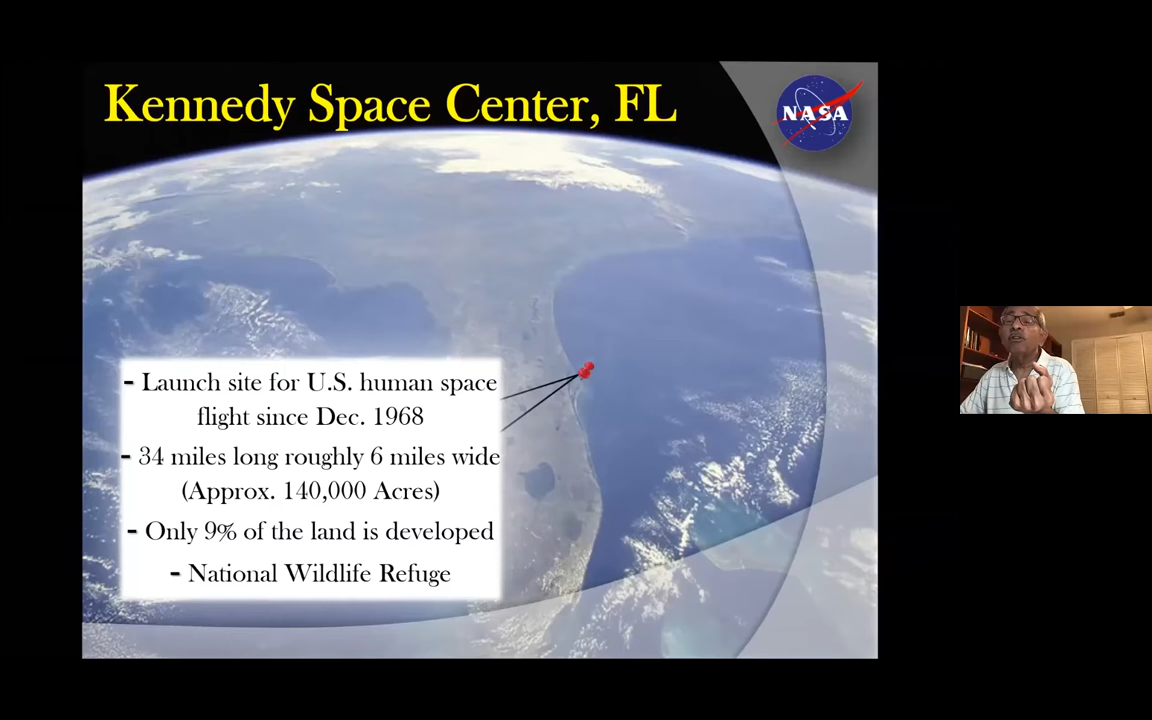 Kennedy Space Center, FL
NASA
- Launch site for U.S. human space
flight since Dec. 1968
- 34 miles long roughly 6 miles wide
(Approx. 140,000 Acres)
- Only 9% of the land is developed
- National Wildlife Refuge